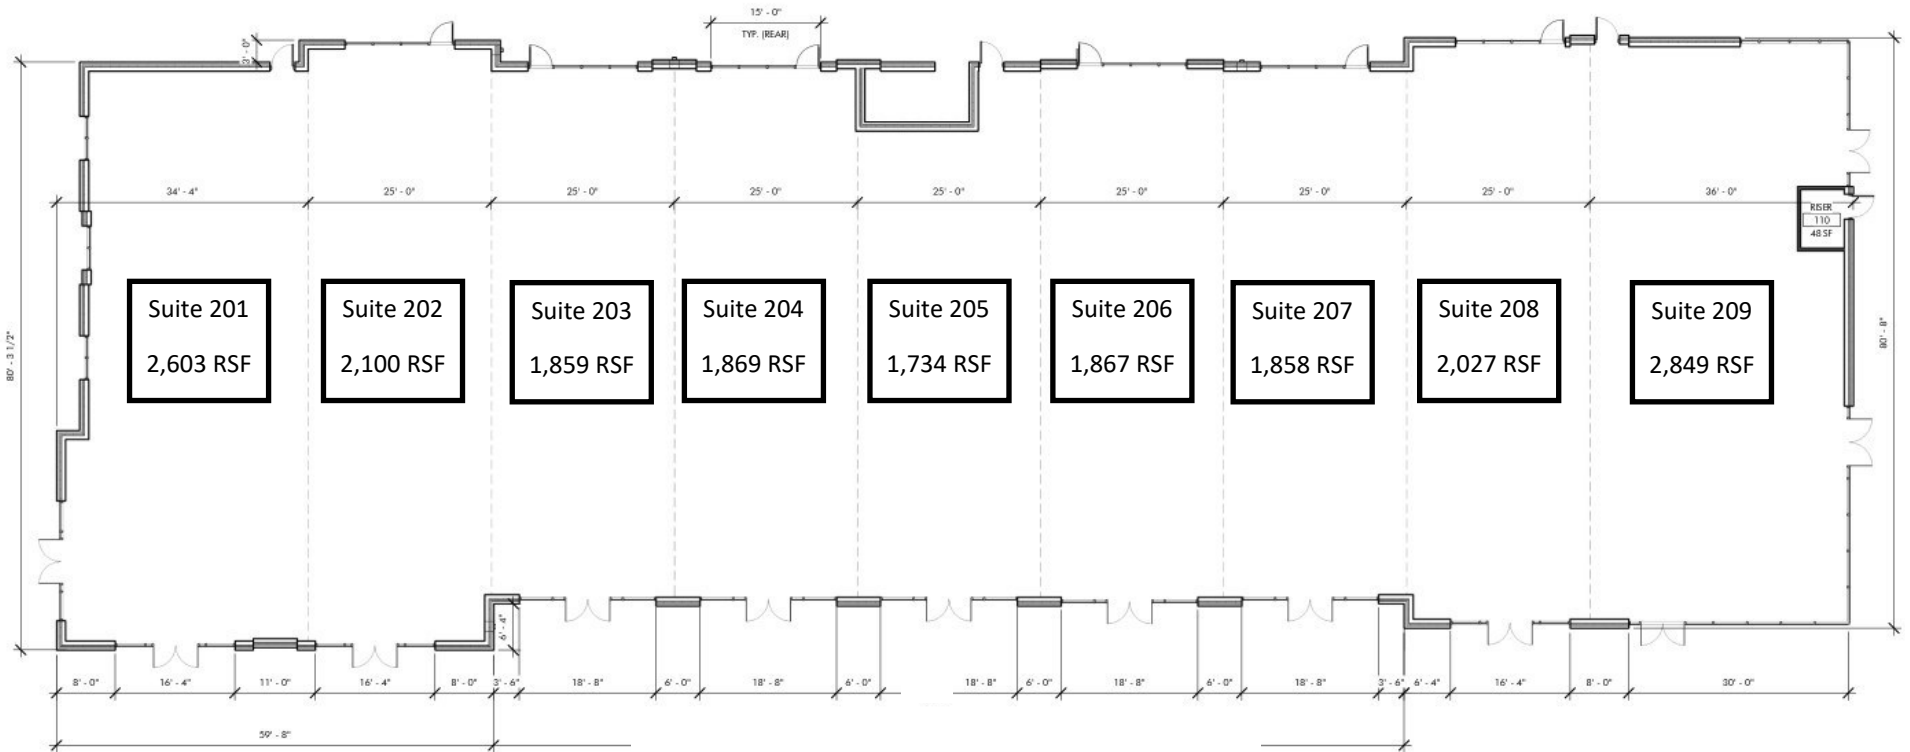 15' - 0"
TYP. (REAR)
3' - 0"
34' - 4"
25' - 0"
25' - 0"
25' - 0"
25' - 0"
25' - 0"
25' - 0"
25' - 0"
36' - 0"
RISER
110
48 SF
80' - 3 1/2"
80' - 8"
Suite 201
2,603 RSF
Suite 202
2,100 RSF
Suite 203
1,859 RSF
Suite 204
1,869 RSF
Suite 205
1,734 RSF
Suite 206
1,867 RSF
Suite 207
1,858 RSF
Suite 208
2,027 RSF
Suite 209
2,849 RSF
6' - 4"
8' - 0"
16' - 4"
11' - 0"
16' - 4"
8' - 0"
3' - 6"
18' - 8"
6' - 0"
18' - 8"
6' - 0"
18' - 8"
6' - 0"
18' - 8"
6' - 0"
18' - 8"
3' - 6"
6' - 4"
16' - 4"
8' - 0"
30' - 0"
59' - 8"